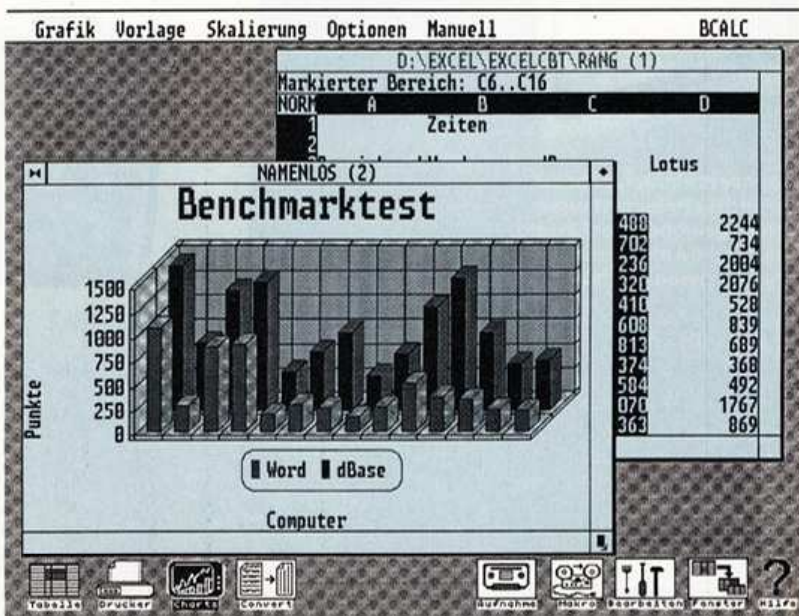 Grafik Vorlage Skalierung Optionen Manuell BCALC
D:\EXCEL\EXCELCBT\RANG (1)
Markierter Bereich: C6..C16
NORM A B C D
1 Zeiten
2
Lotus
NAMENLOS (2)
Benchmarktest
488 2244
702 734
236 2004
320 2076
410 528
608 839
813 689
374 368
584 492
070 1767
363 869
1500
1250
1000
750
500
250
0
Punkte
Word dBase
Computer
Tabelle Drucker Charts Convert Aufnahme Makro Bearbeiten Fenster Hilfe